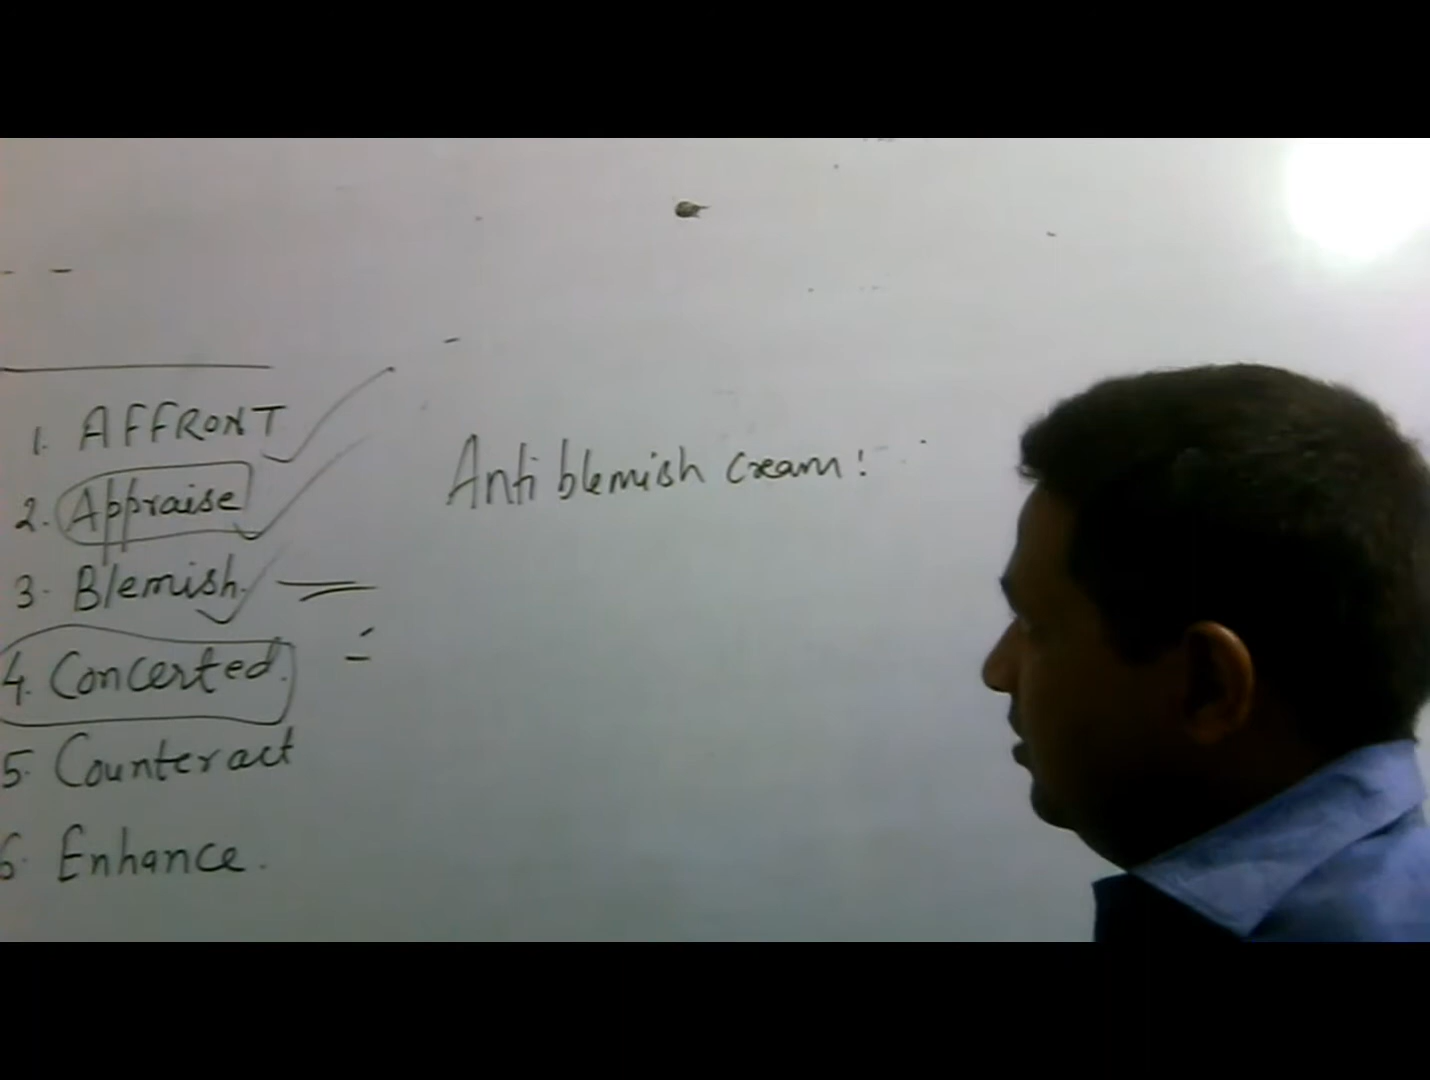 1. AFFRONT
2. Appraise
3. Blemish.
4. Concerted.
5. Counteract
6. Enhance.
Anti blemish cream: